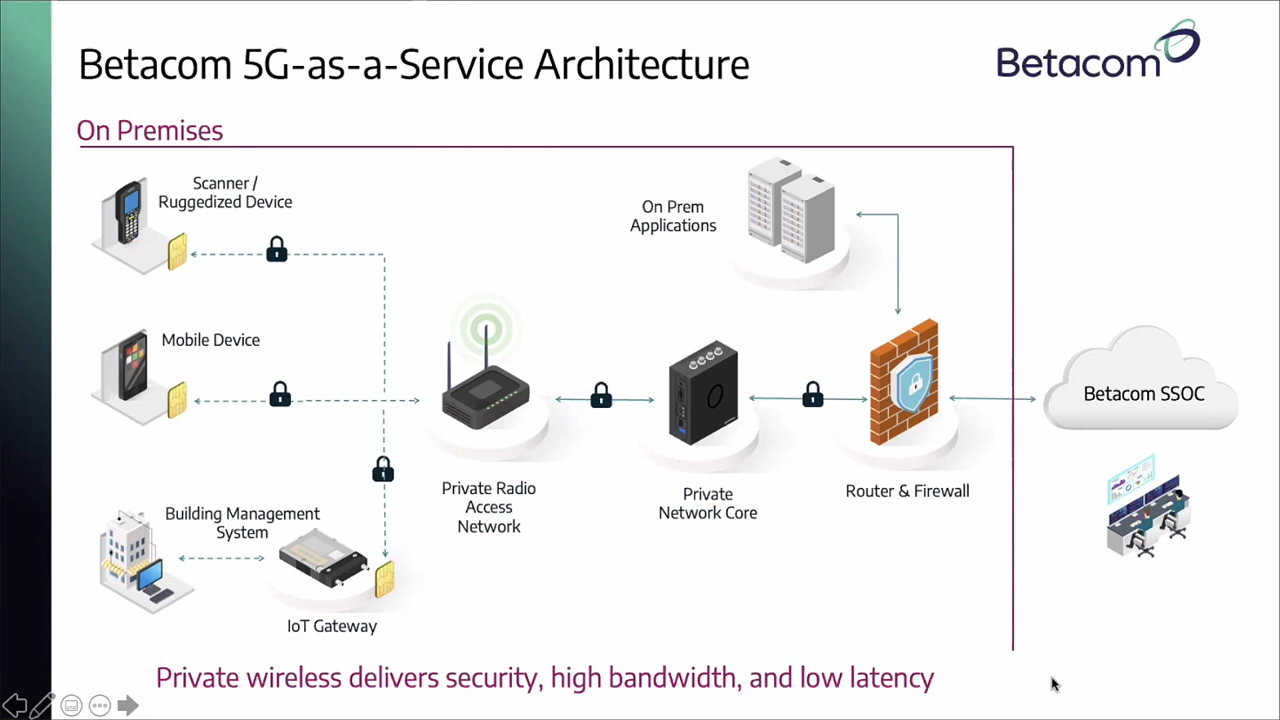 Betacom 5G-as-a-Service Architecture
Betacom
On Premises
Scanner /
Ruggedized Device
On Prem
Applications
Mobile Device
Betacom SSOC
Private Radio
Access
Network
Private
Network Core
Router & Firewall
Building Management
System
IoT Gateway
Private wireless delivers security, high bandwidth, and low latency